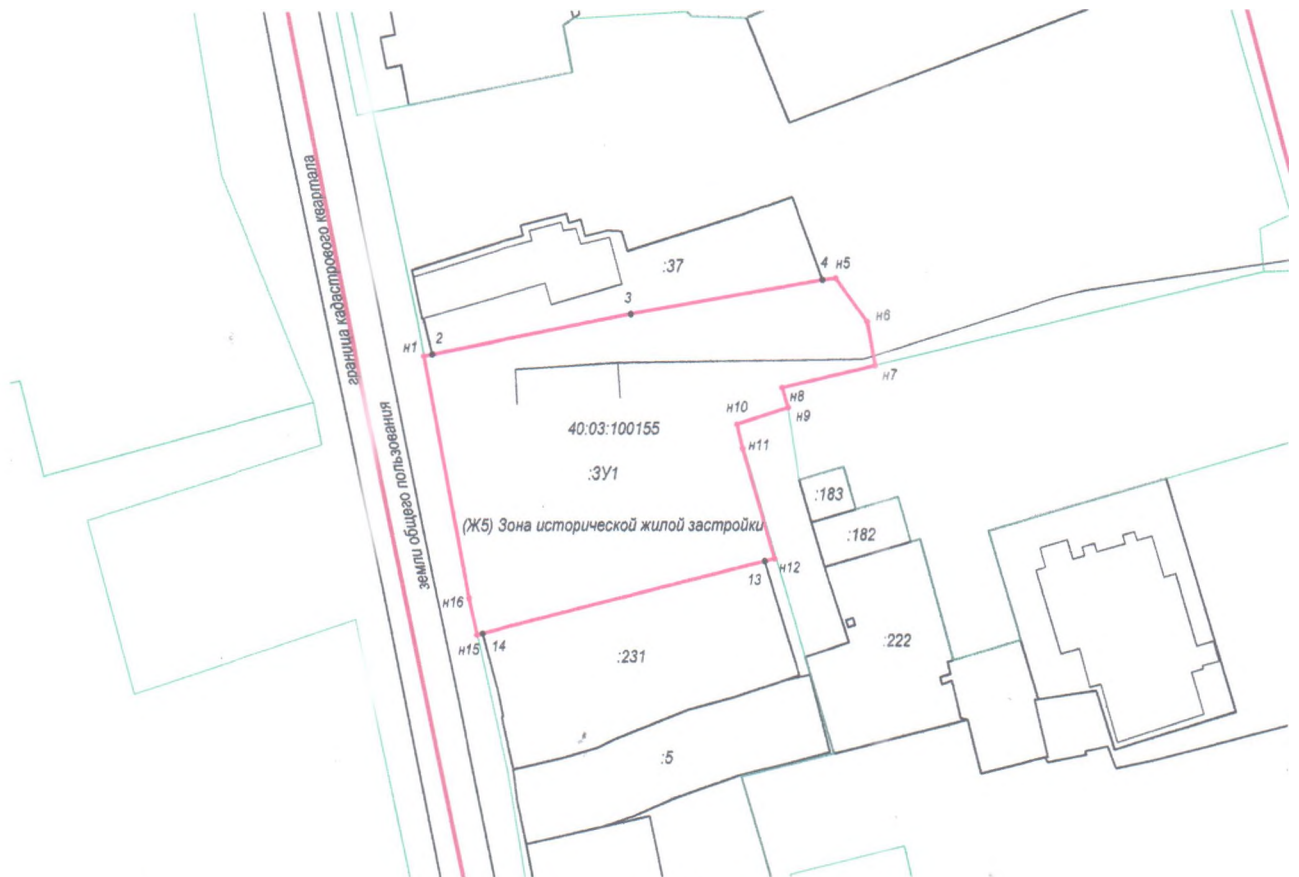 граница кадастрового квартала
земли общего пользования
:37
4
н5
3
н6
н1
2
н7
н8
н9
н10
н11
40:03:100155
:ЗУ1
(Ж5) Зона исторической жилой застройки
:183
:182
13
н12
н16
н15
14
:231
:222
:5